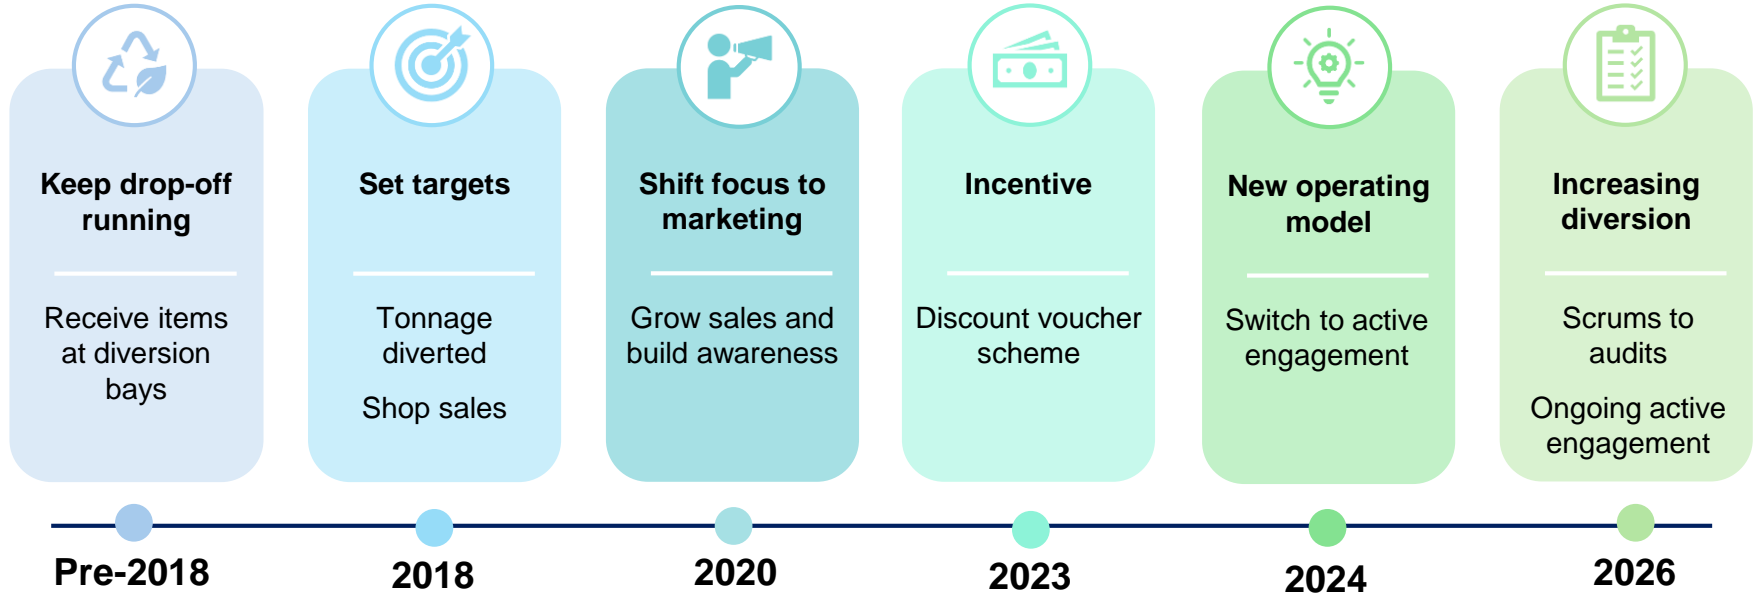 Keep drop-off
running
Receive items
at diversion
bays
Pre-2018
Set targets
Tonnage
diverted
Shop sales
2018
Shift focus to
marketing
Grow sales and
build awareness
2020
Incentive
Discount voucher
scheme
2023
New operating
model
Switch to active
engagement
2024
Increasing
diversion
Scrums to
audits
Ongoing active
engagement
2026